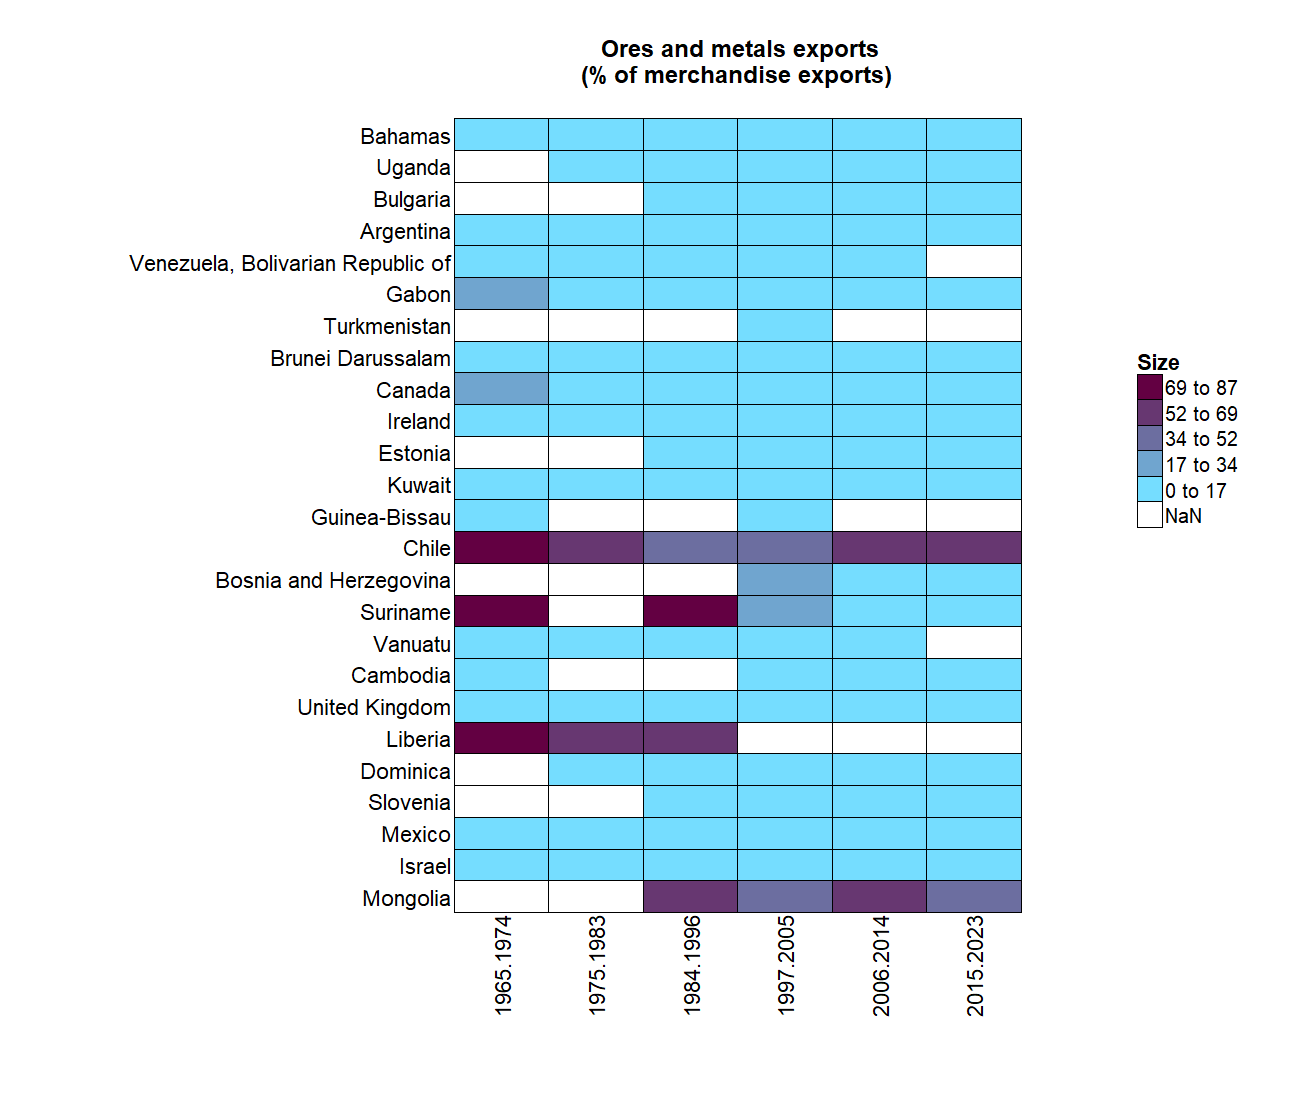 Ores and metals exports
(% of merchandise exports)
Bahamas
Uganda
Bulgaria
Argentina
Venezuela, Bolivarian Republic of
Gabon
Turkmenistan
Brunei Darussalam
Canada
Ireland
Estonia
Kuwait
Guinea-Bissau
Chile
Bosnia and Herzegovina
Suriname
Vanuatu
Cambodia
United Kingdom
Liberia
Dominica
Slovenia
Mexico
Israel
Mongolia
1965.1974
1975.1983
1984.1996
1997.2005
2006.2014
2015.2023
Size
69 to 87
52 to 69
34 to 52
17 to 34
0 to 17
NaN